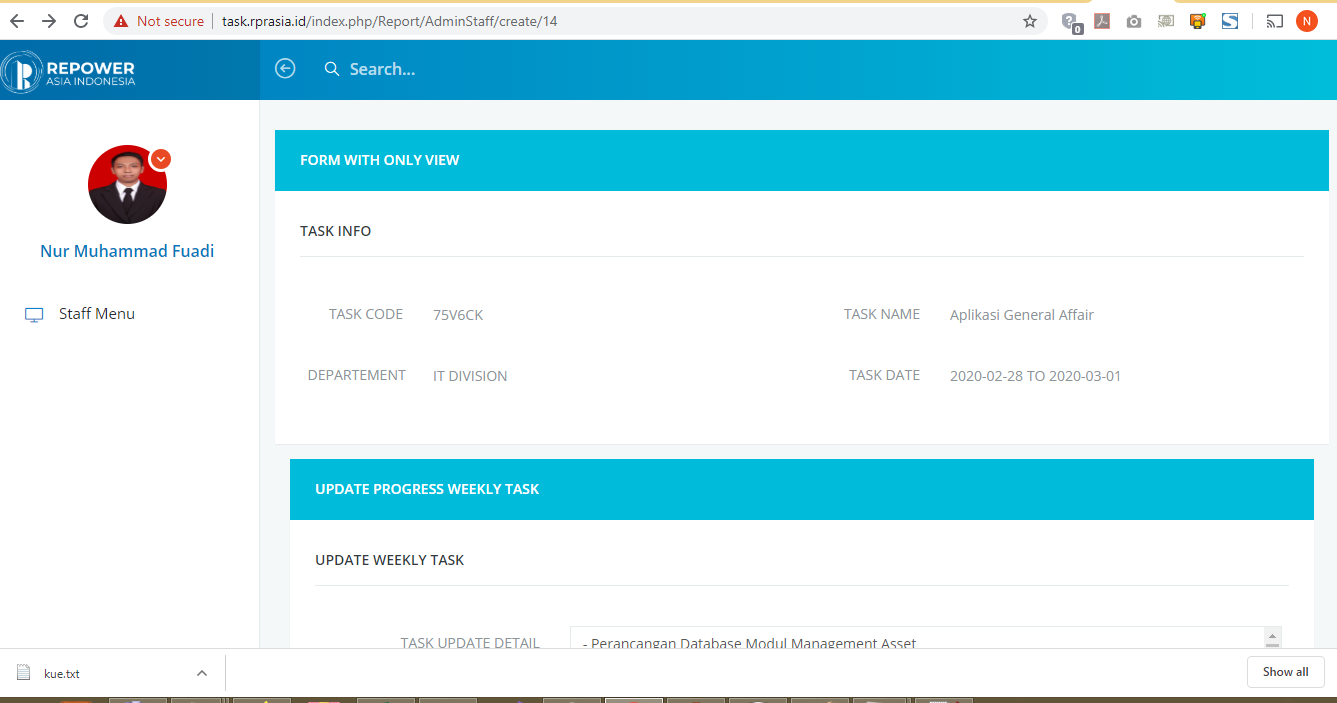 Not secure
task.rprasia.id/index.php/Report/AdminStaff/create/14
0
N
REPOWER
ASIA INDONESIA
Search...
Nur Muhammad Fuadi
Staff Menu
FORM WITH ONLY VIEW
TASK INFO
TASK CODE 75V6CK TASK NAME Aplikasi General Affair
DEPARTEMENT IT DIVISION TASK DATE 2020-02-28 TO 2020-03-01
UPDATE PROGRESS WEEKLY TASK
UPDATE WEEKLY TASK
TASK UPDATE DETAIL - Perancangan Database Modul Management Asset
kue.txt
Show all